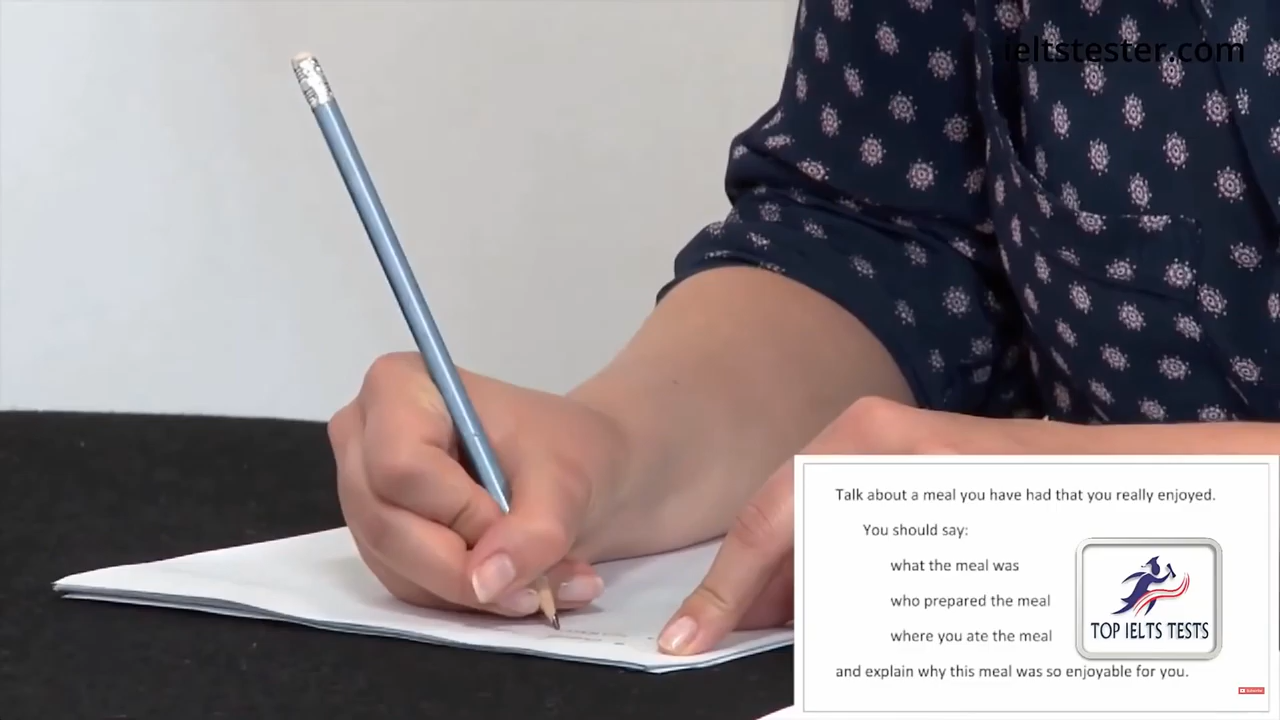 ieltstester.com
Talk about a meal you have had that you really enjoyed.
You should say:
what the meal was
who prepared the meal
where you ate the meal
TOP IELTS TESTS
and explain why this meal was so enjoyable for you.
Subscribe